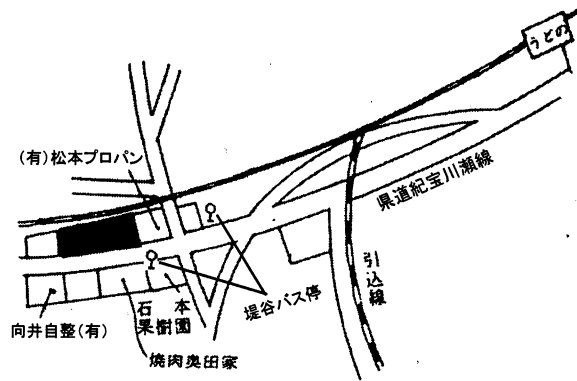 うどの
(有)松本プロパン
県道紀宝川瀬線
引込線
石本
果樹園
堤谷バス停
向井自整(有)
焼肉奥田家